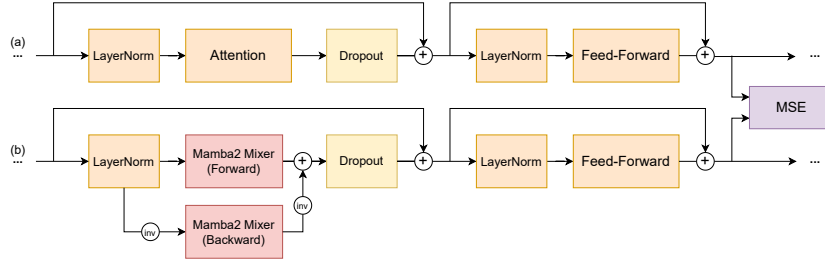 (a)
...
LayerNorm
Attention
Dropout
+
LayerNorm
Feed-Forward
+
...
MSE
(b)
...
LayerNorm
Mamba2 Mixer
(Forward)
+
Dropout
+
LayerNorm
Feed-Forward
+
...
inv
Mamba2 Mixer
(Backward)
inv